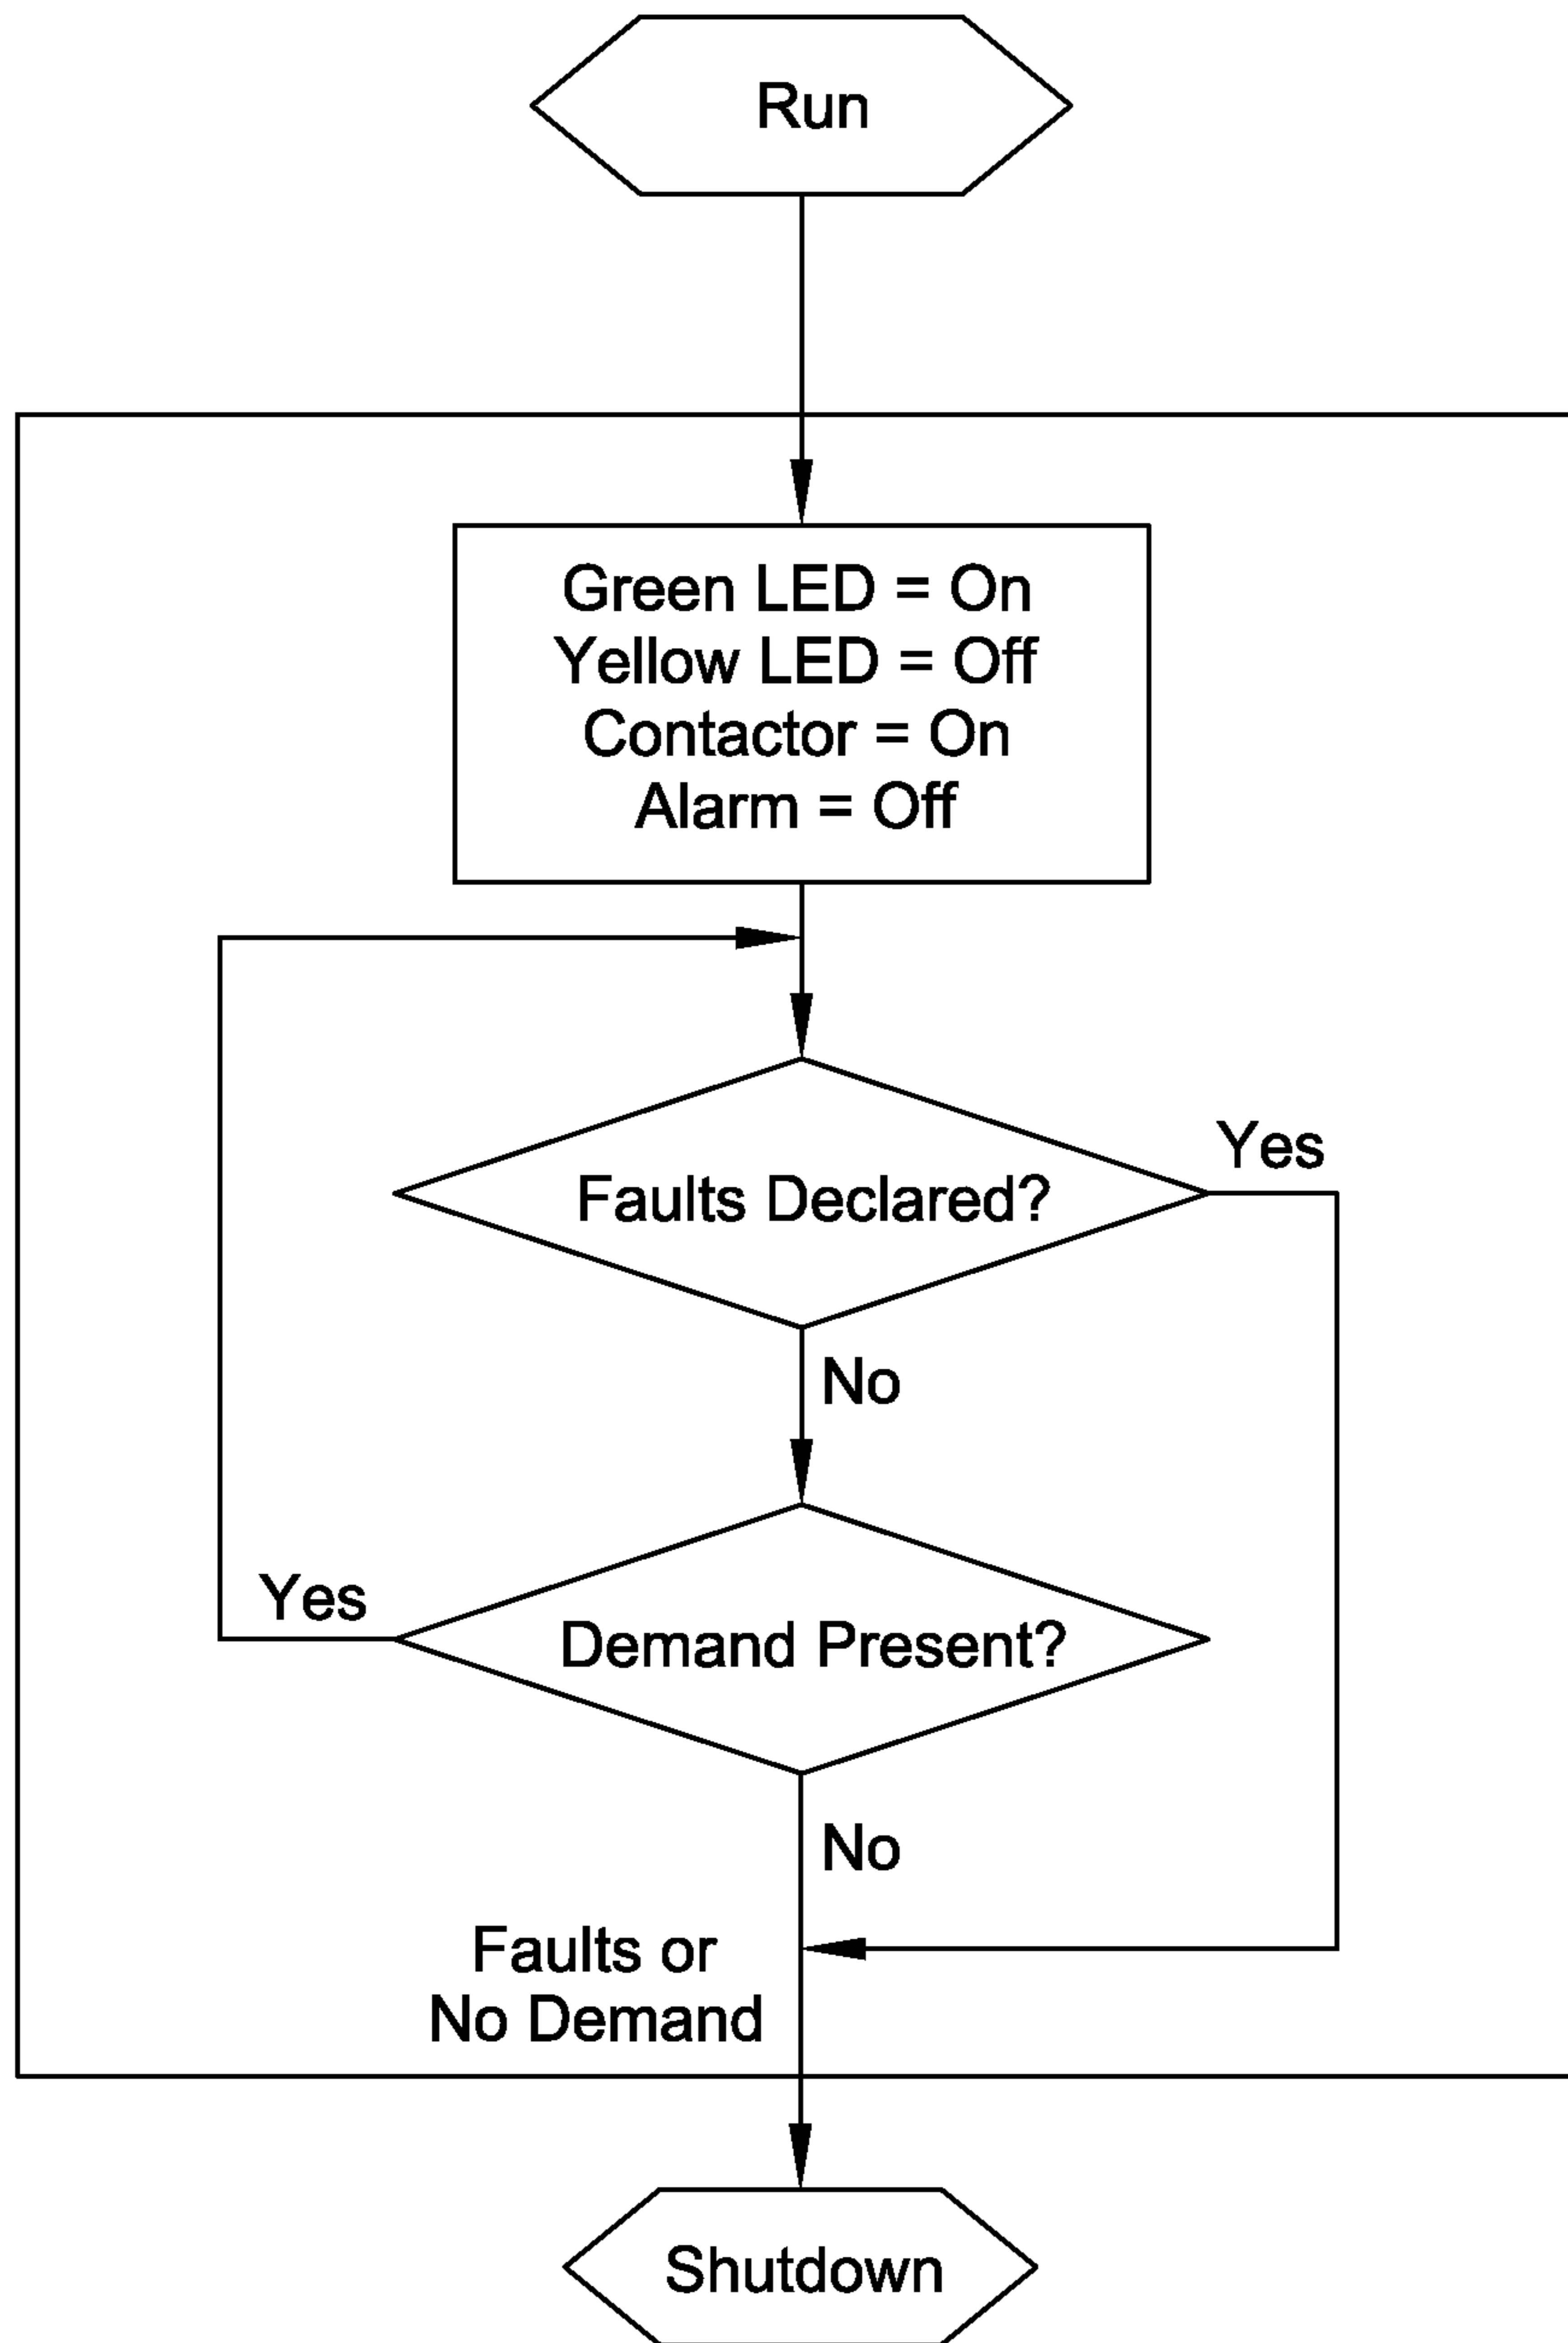 Run
Green LED = On
Yellow LED = Off
Contactor = On
Alarm = Off
Faults Declared?
Yes
No
Demand Present?
Yes
No
Faults or
No Demand
Shutdown